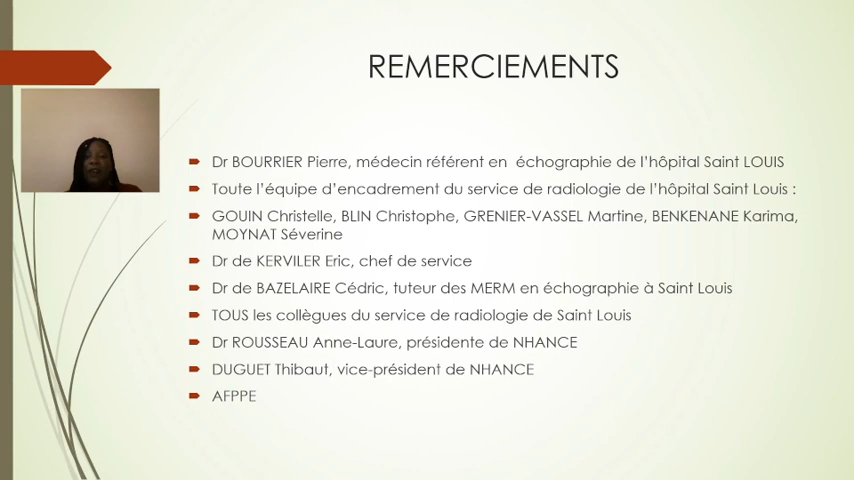 REMERCIEMENTS
Dr BOURRIER Pierre, médecin référent en échographie de l'hôpital Saint LOUIS
Toute l'équipe d'encadrement du service de radiologie de l'hôpital Saint Louis :
GOUIN Christelle, BLIN Christophe, GRENIER-VASSEL Martine, BENKENANE Karima,
MOYNAT Séverine
Dr de KERVILER Eric, chef de service
Dr de BAZELAIRE Cédric, tuteur des MERM en échographie à Saint Louis
TOUS les collègues du service de radiologie de Saint Louis
Dr ROUSSEAU Anne-Laure, présidente de NHANCE
DUGUET Thibaut, vice-président de NHANCE
AFPPE